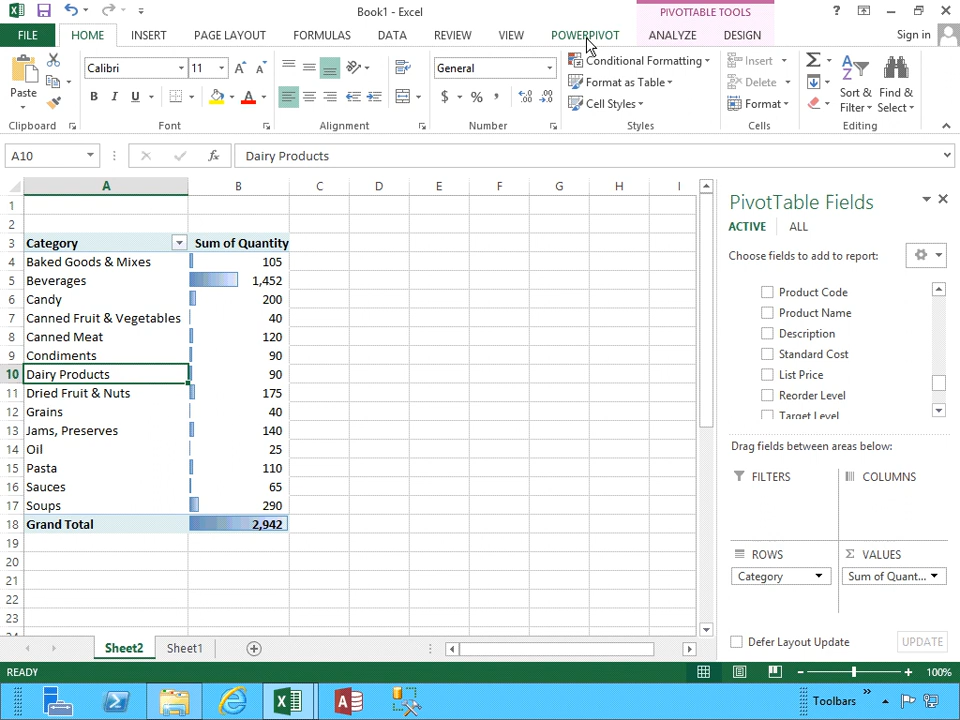 Book1 - Excel
PIVOTTABLE TOOLS
?
FILE HOME INSERT PAGE LAYOUT FORMULAS DATA REVIEW VIEW POWERPIVOT ANALYZE DESIGN Sign in
Paste
Calibri 11
B I U
A A
General
$ % ,
Conditional Formatting
Format as Table
Cell Styles
Insert
Delete
Format
Sort & Filter
Find & Select
Clipboard Font Alignment Number Styles Cells Editing
A10 fx Dairy Products
A B C D E F G H I
1
2
3 Category Sum of Quantity
4 Baked Goods & Mixes 105
5 Beverages 1,452
6 Candy 200
7 Canned Fruit & Vegetables 40
8 Canned Meat 120
9 Condiments 90
10 Dairy Products 90
11 Dried Fruit & Nuts 175
12 Grains 40
13 Jams, Preserves 140
14 Oil 25
15 Pasta 110
16 Sauces 65
17 Soups 290
18 Grand Total 2,942
19
20
21
22
23
24
PivotTable Fields
ACTIVE ALL
Choose fields to add to report:
Product Code
Product Name
Description
Standard Cost
List Price
Reorder Level
Target Level
Drag fields between areas below:
FILTERS COLUMNS
ROWS VALUES
Category Sum of Quant...
Defer Layout Update UPDATE
Sheet2 Sheet1
READY 100%
Toolbars